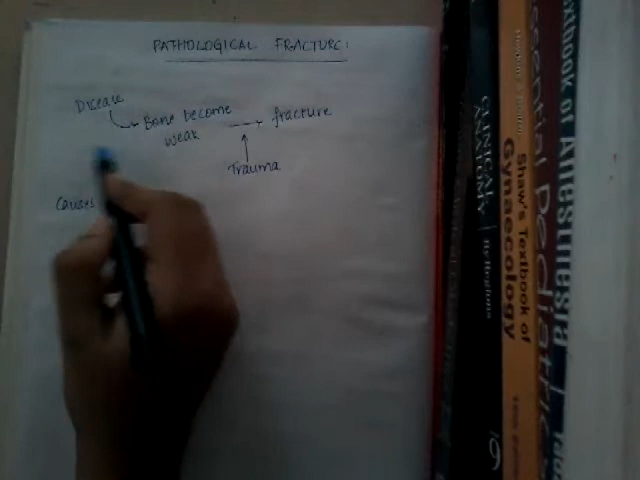 PATHOLOGICAL FRACTURE:
Disease
Bone become
weak
fracture
Trauma
Causes
CLINICAL
ANATOMY
Shaw's Textbook of
Gynaecology
Essential Pediatrics
Textbook of Anaesthesia